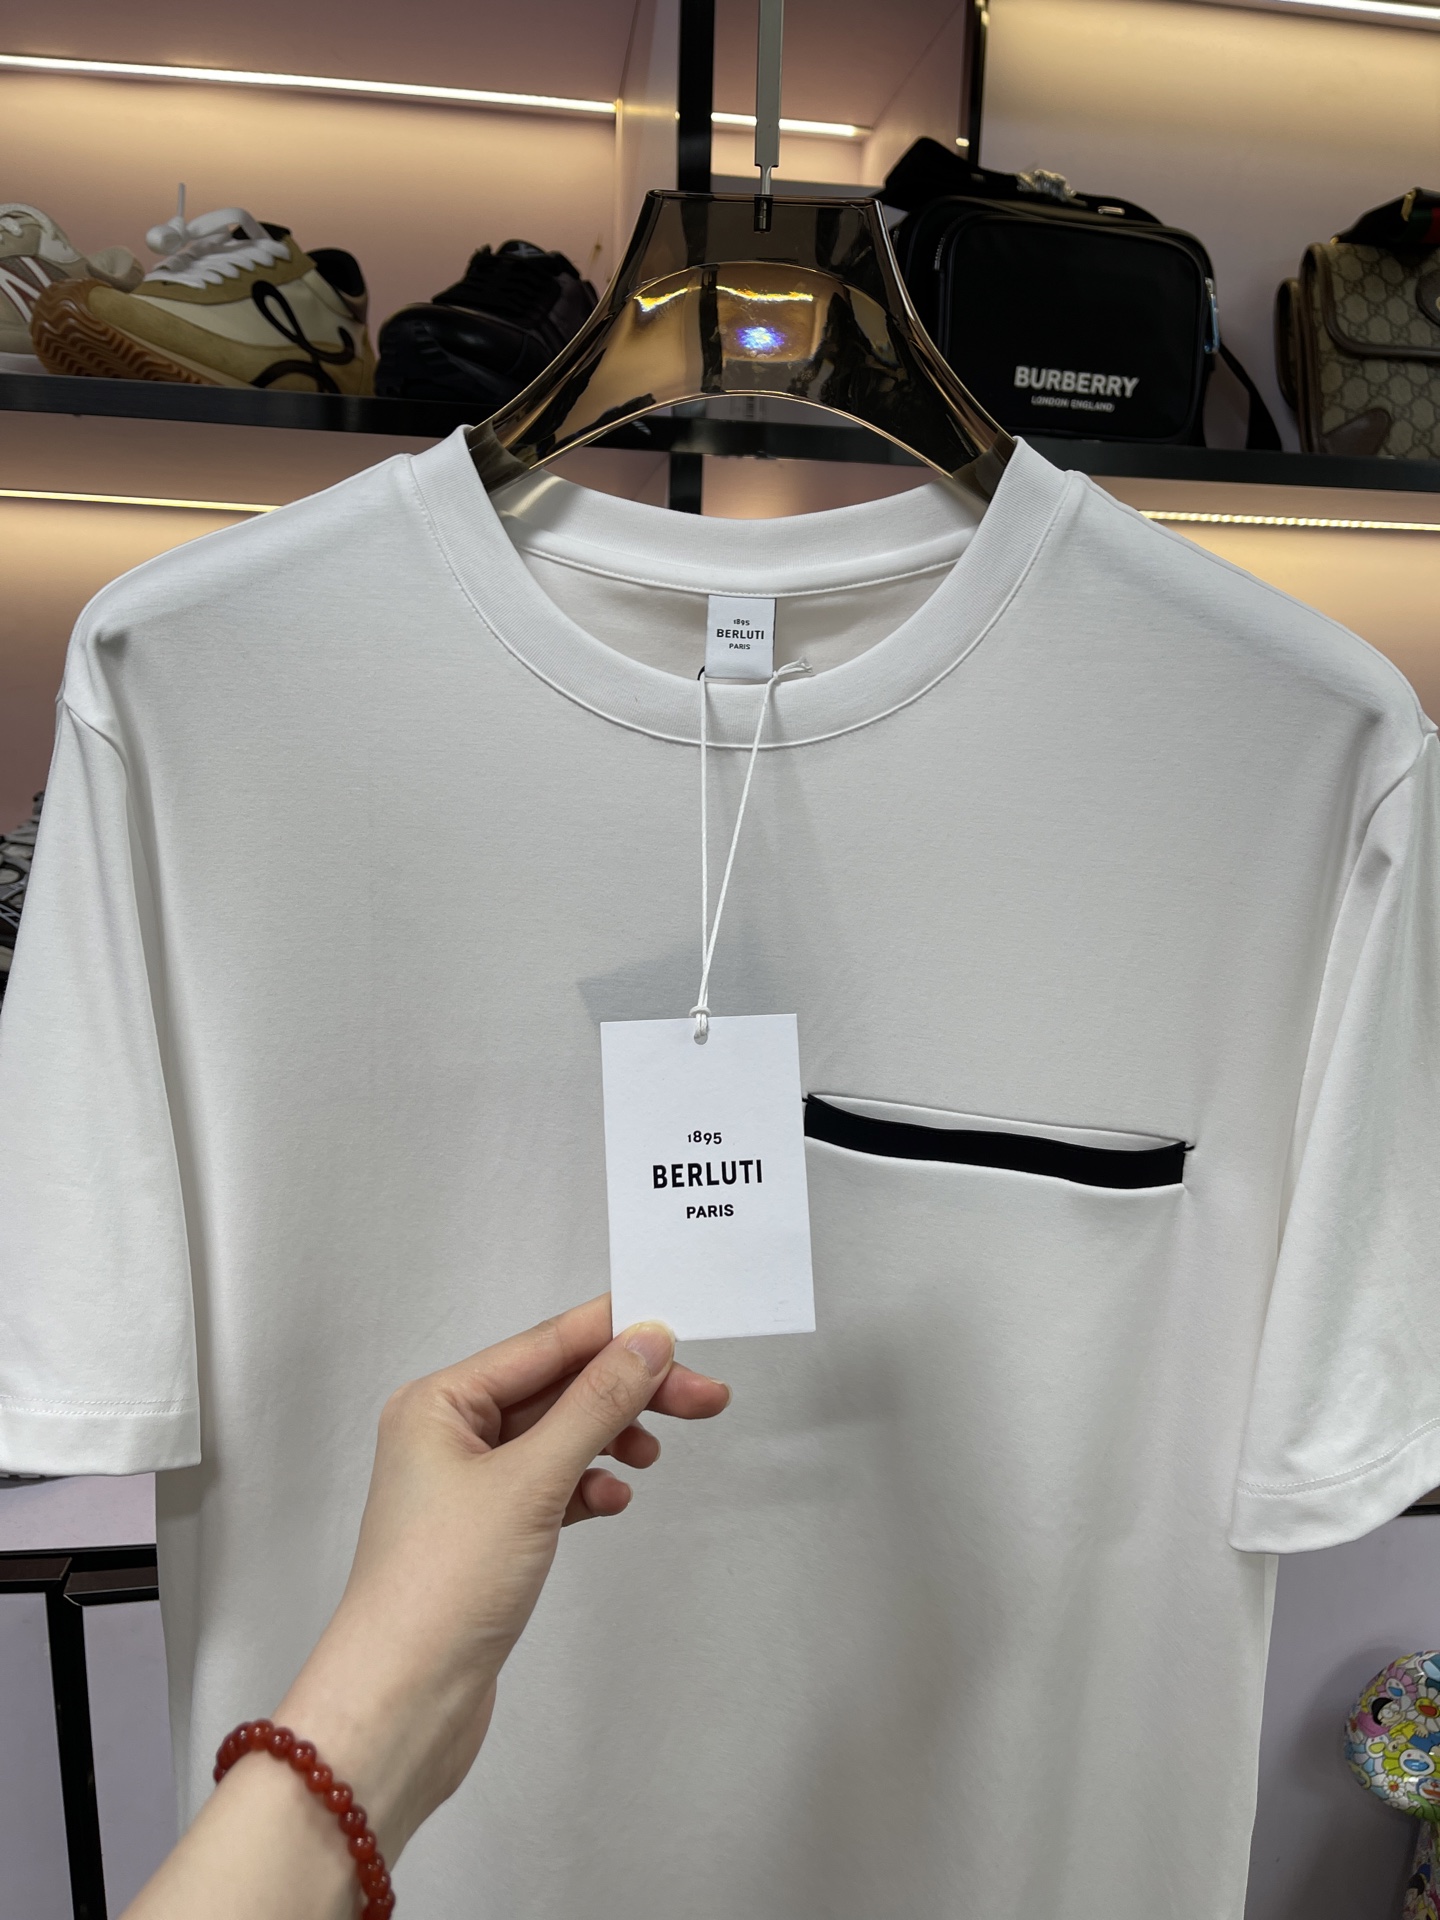 BURBERRY
LONDON ENGLAND
1895
BERLUTI
PARIS
1895
BERLUTI
PARIS